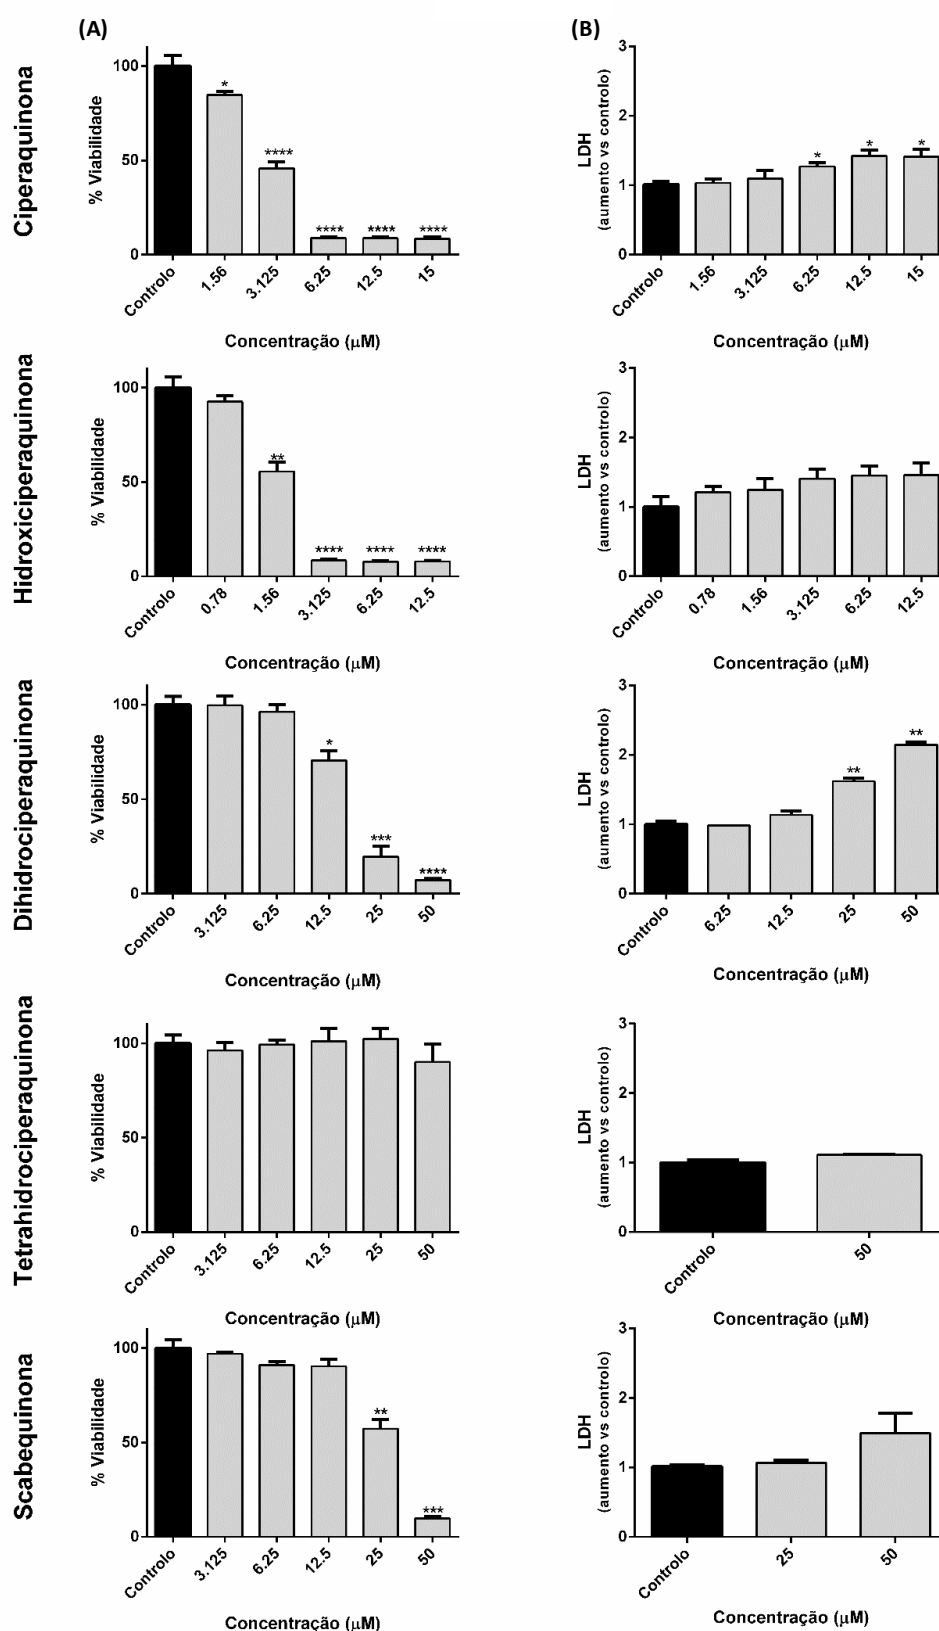 (A)
(B)
Ciperaquinona
% Viabilidade
100
50
0
*
****
****
****
****
Controlo
1.56
3.125
6.25
12.5
15
Concentração (μM)
LDH
(aumento vs controlo)
3
2
1
0
*
*
*
Controlo
1.56
3.125
6.25
12.5
15
Concentração (μM)
Hidroxiciperaquinona
% Viabilidade
100
50
0
**
****
****
****
Controlo
0.78
1.56
3.125
6.25
12.5
Concentração (μM)
LDH
(aumento vs controlo)
3
2
1
0
Controlo
0.78
1.56
3.125
6.25
12.5
Concentração (μM)
Dihidrociperaquinona
% Viabilidade
100
50
0
*
***
****
Controlo
3.125
6.25
12.5
25
50
Concentração (μM)
LDH
(aumento vs controlo)
3
2
1
0
**
**
Controlo
6.25
12.5
25
50
Concentração (μM)
Tetrahidrociperaquinona
% Viabilidade
100
50
0
Controlo
3.125
6.25
12.5
25
50
Concentração (μM)
LDH
(aumento vs controlo)
3
2
1
0
Controlo
50
Concentração (μM)
Scabequinona
% Viabilidade
100
50
0
**
***
Controlo
3.125
6.25
12.5
25
50
Concentração (μM)
LDH
(aumento vs controlo)
3
2
1
0
Controlo
25
50
Concentração (μM)